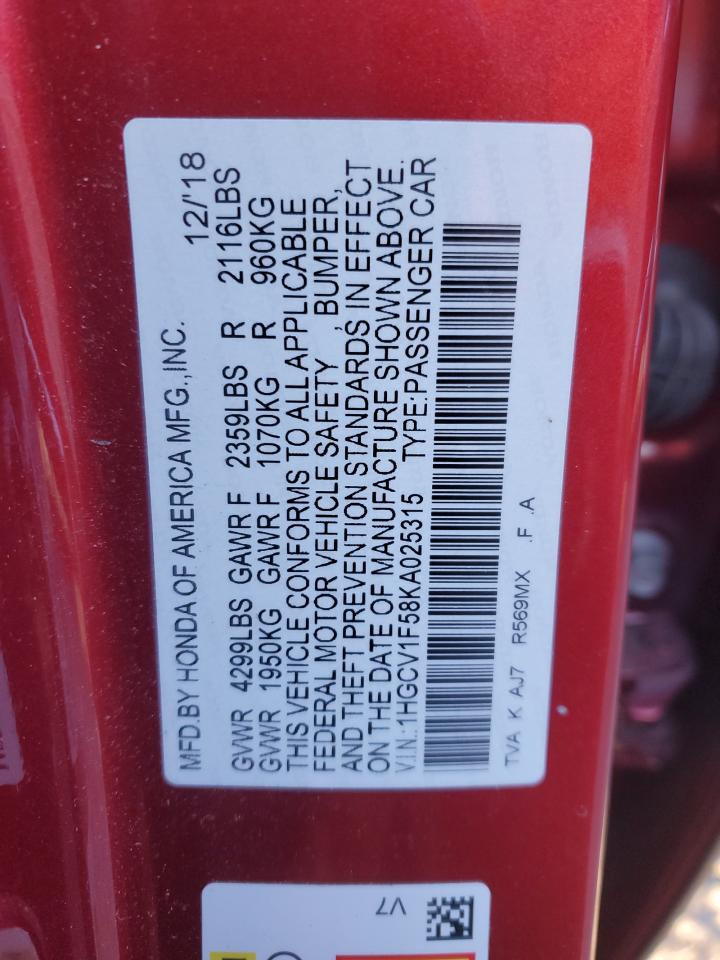 MFD.BY HONDA OF AMERICA MFG.,INC. 12/'18
GVWR 4299LBS GAWR F 2359LBS R 2116LBS
GVWR 1950KG GAWR F 1070KG R 960KG
THIS VEHICLE CONFORMS TO ALL APPLICABLE
FEDERAL MOTOR VEHICLE SAFETY , BUMPER,
AND THEFT PREVENTION STANDARDS IN EFFECT
ON THE DATE OF MANUFACTURE SHOWN ABOVE.
V.I.N.:1HGCV1F58KA025315 TYPE:PASSENGER CAR
TVA K AJ7 R569MX .F .A
V7